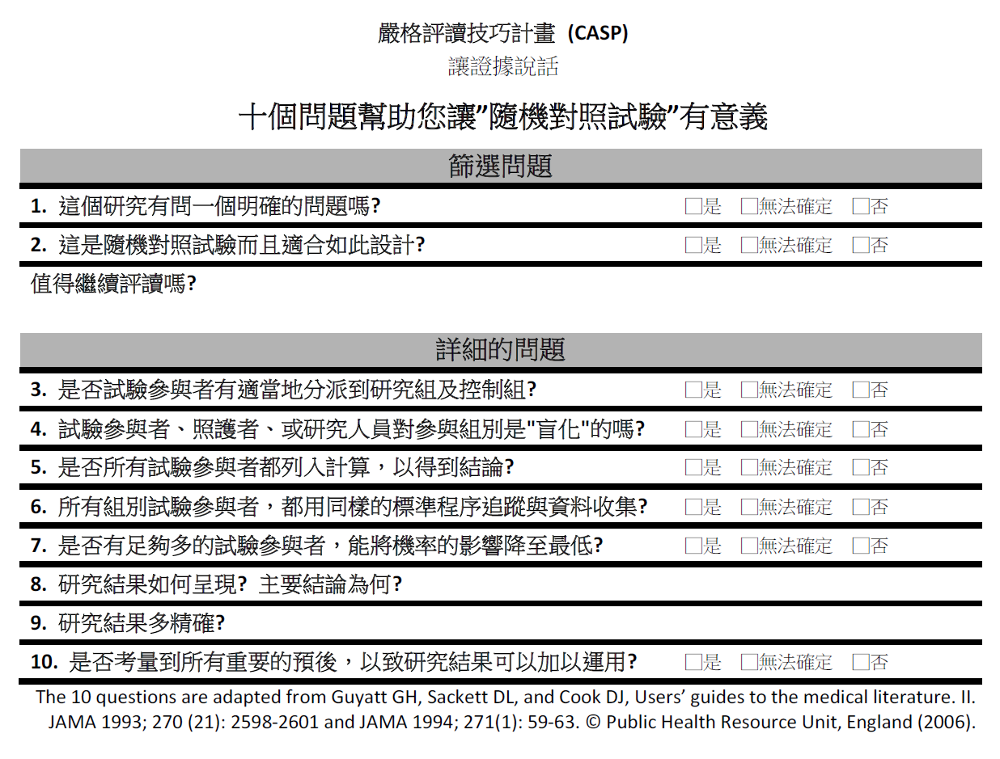 嚴格評讀技巧計畫 (CASP)
讓證據說話
十個問題幫助您讓”隨機對照試驗”有意義
篩選問題
1. 這個研究有問一個明確的問題嗎? □是 □無法確定 □否
2. 這是隨機對照試驗而且適合如此設計? □是 □無法確定 □否
值得繼續評讀嗎?
詳細的問題
3. 是否試驗參與者有適當地分派到研究組及控制組? □是 □無法確定 □否
4. 試驗參與者、照護者、或研究人員對參與組別是"盲化"的嗎? □是 □無法確定 □否
5. 是否所有試驗參與者都列入計算，以得到結論? □是 □無法確定 □否
6. 所有組別試驗參與者，都用同樣的標準程序追蹤與資料收集? □是 □無法確定 □否
7. 是否有足夠多的試驗參與者，能將機率的影響降至最低? □是 □無法確定 □否
8. 研究結果如何呈現? 主要結論為何?
9. 研究結果多精確?
10. 是否考量到所有重要的預後，以致研究結果可以加以運用? □是 □無法確定 □否
The 10 questions are adapted from Guyatt GH, Sackett DL, and Cook DJ, Users’ guides to the medical literature. II.
JAMA 1993; 270 (21): 2598-2601 and JAMA 1994; 271(1): 59-63. © Public Health Resource Unit, England (2006).